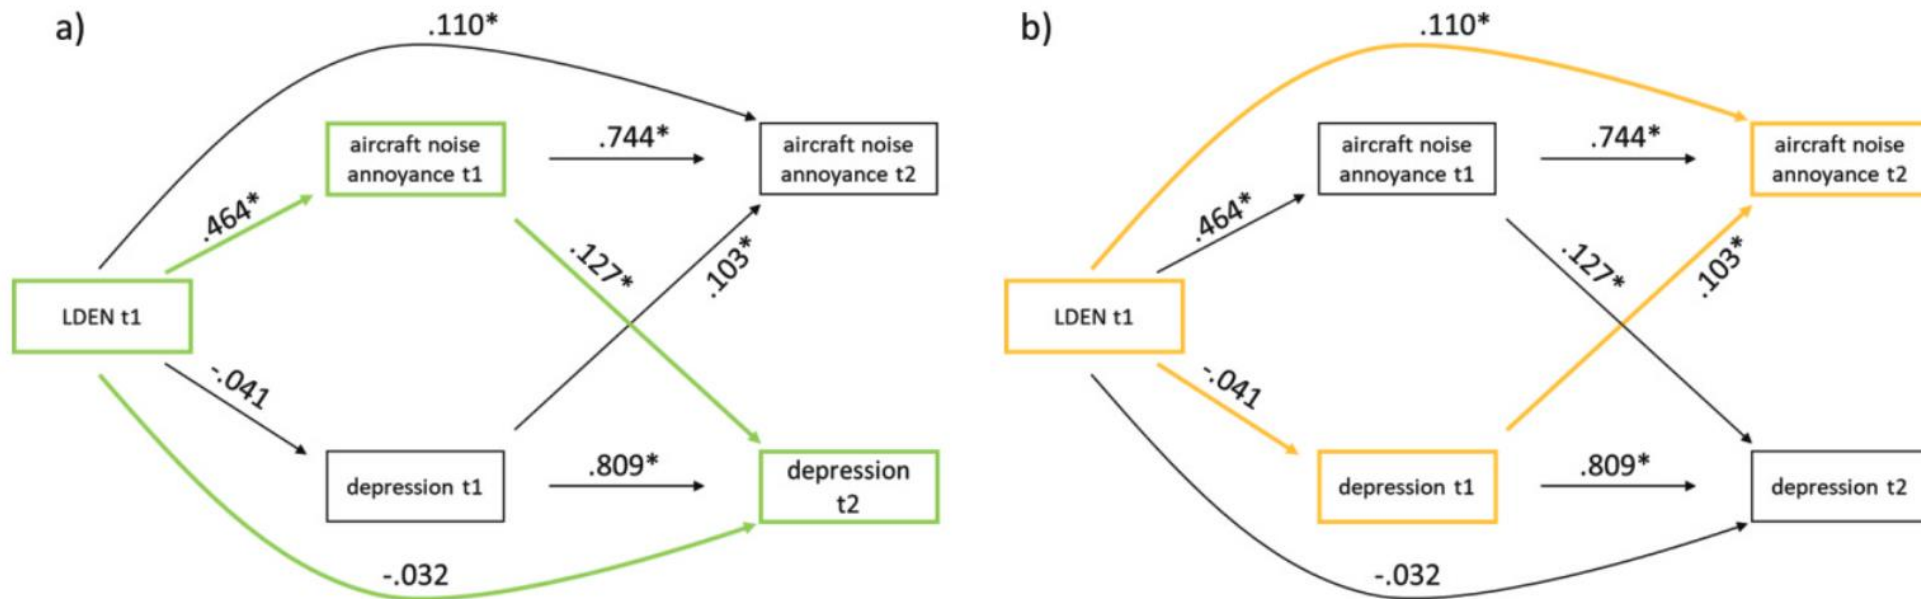 a)
.110*
aircraft noise
annoyance t1
.744*
aircraft noise
annoyance t2
.464*
.127*
.103*
LDEN t1
-.041
depression t1
.809*
depression
t2
-.032
b)
.110*
aircraft noise
annoyance t1
.744*
aircraft noise
annoyance t2
.464*
.127*
.103*
LDEN t1
-.041
depression t1
.809*
depression t2
-.032